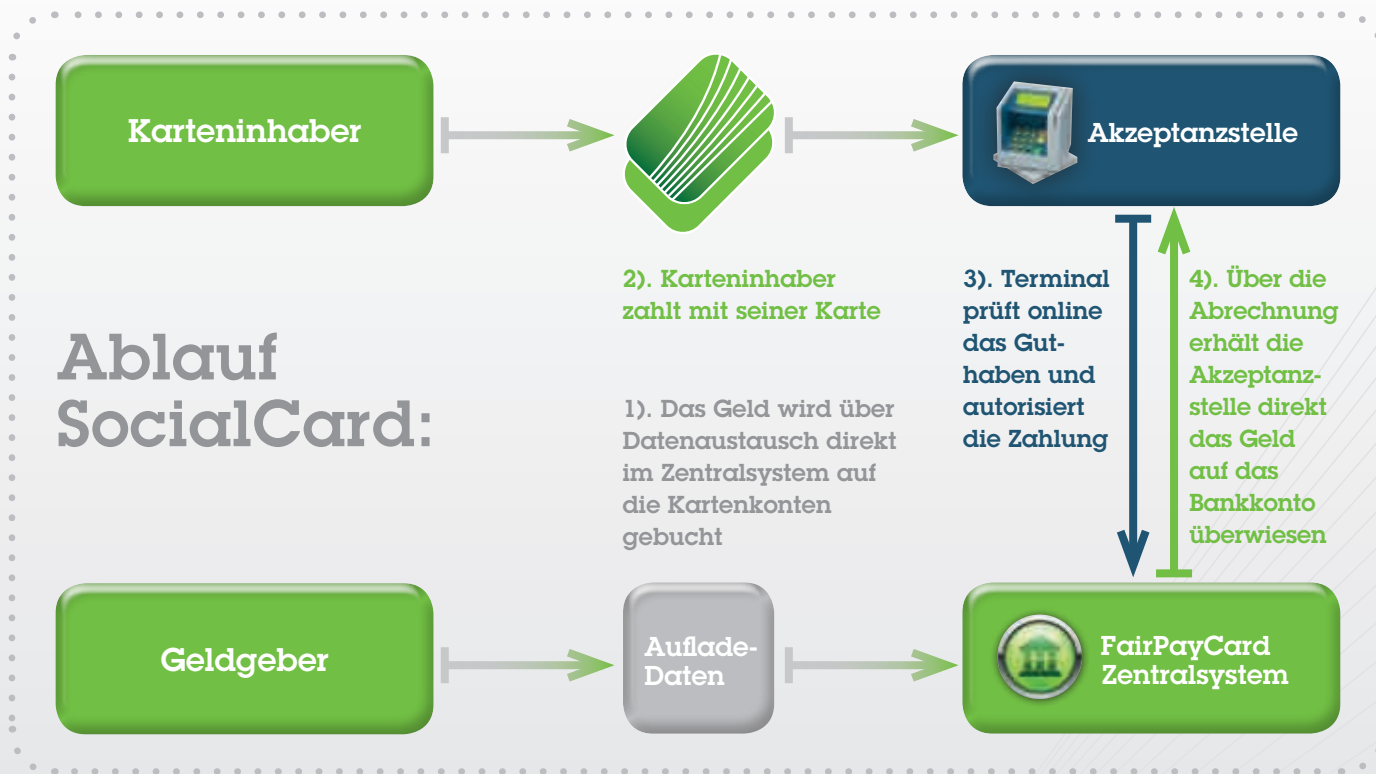 Karteninhaber
Akzeptanzstelle
2). Karteninhaber
zahlt mit seiner Karte
3). Terminal
prüft online
das Gut-
haben und
autorisiert
die Zahlung
4). Über die
Abrechnung
erhält die
Akzeptanz-
stelle direkt
das Geld
auf das
Bankkonto
überwiesen
Ablauf
SocialCard:
1). Das Geld wird über
Datenaustausch direkt
im Zentralsystem auf
die Kartenkonten
gebucht
Geldgeber
Auflade-
Daten
FairPayCard
Zentralsystem